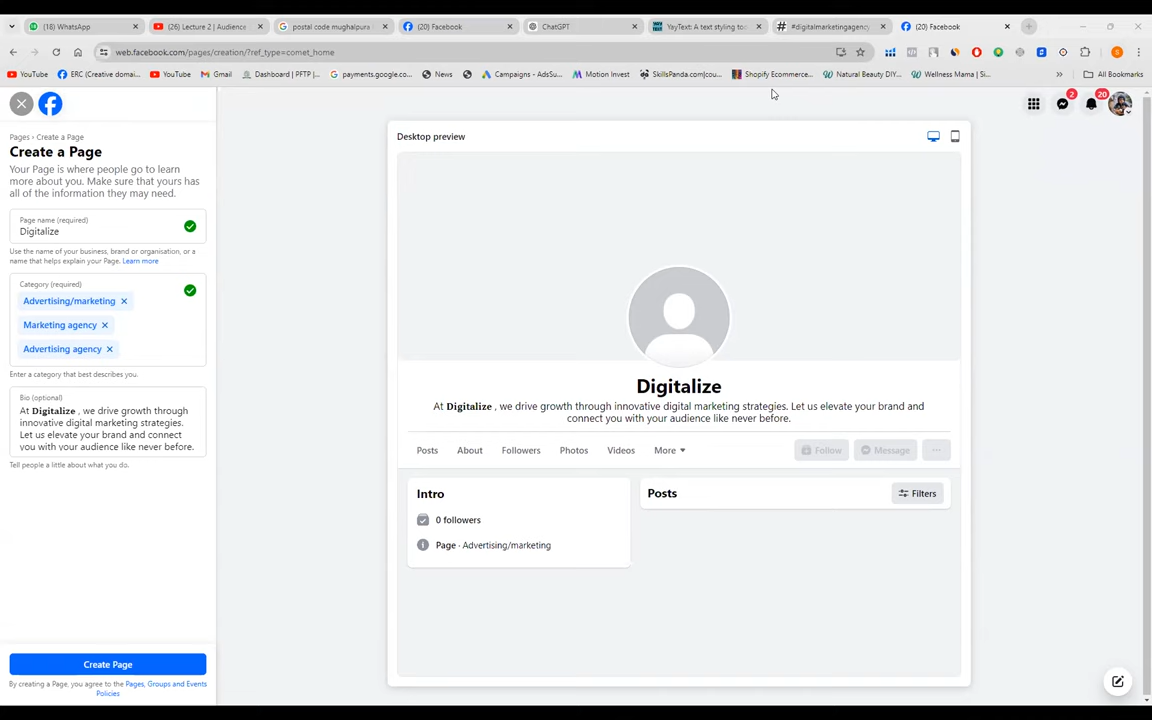 (18) WhatsApp
(26) Lecture 2 | Audience
postal code mughalpura
(20) Facebook
ChatGPT
YayText: A text styling too
#digitalmarketingagency
(20) Facebook
web.facebook.com/pages/creation/?ref_type=comet_home
YouTube
ERC (Creative domai...
YouTube
Gmail
Dashboard | PFTP |...
payments.google.co...
News
Campaigns - AdsSu...
Motion Invest
SkillsPanda.com|cou...
Shopify Ecommerce...
Natural Beauty DIY...
Wellness Mama | Si...
All Bookmarks
2
20
Pages › Create a Page
Create a Page
Your Page is where people go to learn
more about you. Make sure that yours has
all of the information they may need.
Page name (required)
Digitalize
Use the name of your business, brand or organisation, or a
name that helps explain your Page. Learn more
Category (required)
Advertising/marketing
Marketing agency
Advertising agency
Enter a category that best describes you.
Bio (optional)
At Digitalize , we drive growth through
innovative digital marketing strategies.
Let us elevate your brand and connect
you with your audience like never before.
Tell people a little about what you do.
Create Page
By creating a Page, you agree to the Pages, Groups and Events
Policies
Desktop preview
Digitalize
At Digitalize , we drive growth through innovative digital marketing strategies. Let us elevate your brand and
connect you with your audience like never before.
Posts
About
Followers
Photos
Videos
More
Follow
Message
Intro
0 followers
Page · Advertising/marketing
Posts
Filters